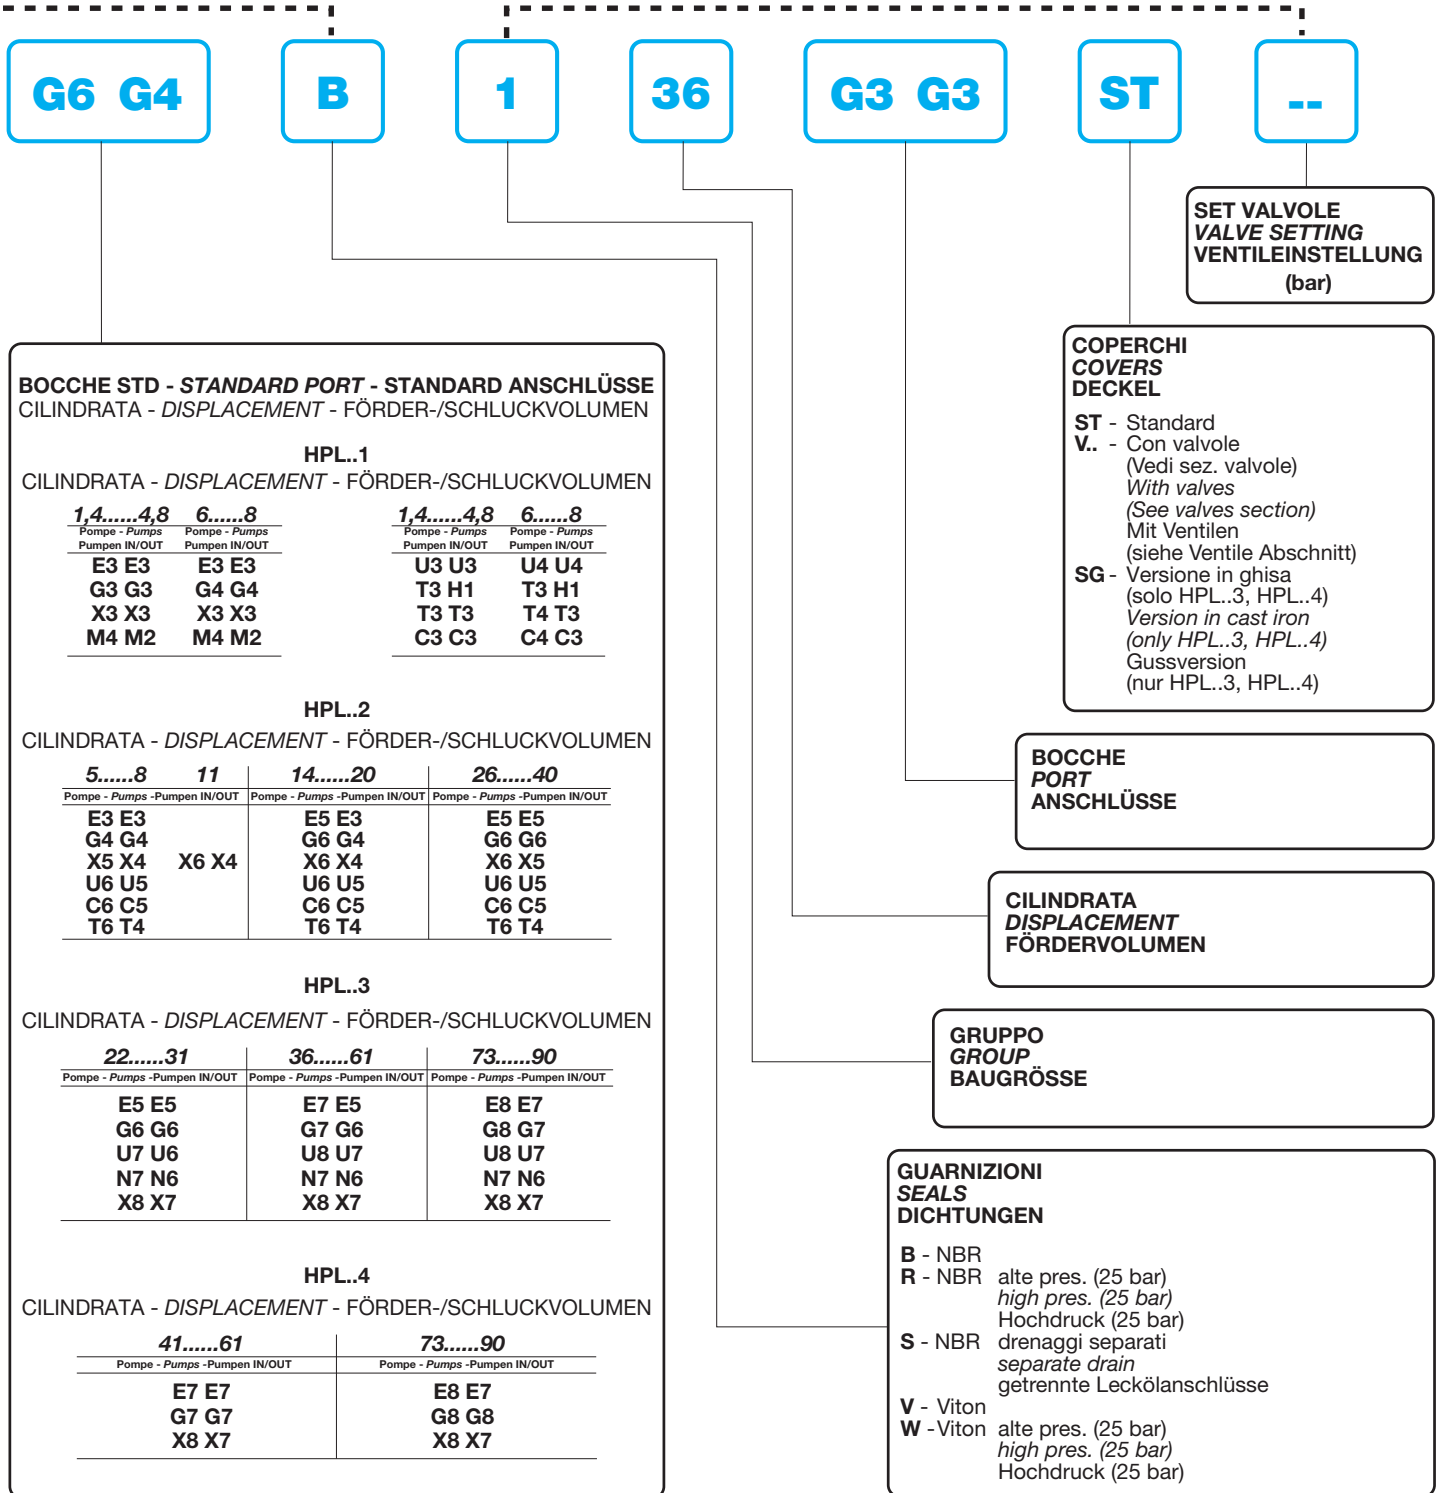 G6 G4 B 1 36 G3 G3 ST --
SET VALVOLE
VALVE SETTING
VENTILEINSTELLUNG
(bar)
COPERCHI
COVERS
DECKEL
ST - Standard
V.. - Con valvole
(Vedi sez. valvole)
With valves
(See valves section)
Mit Ventilen
(siehe Ventile Abschnitt)
SG - Versione in ghisa
(solo HPL..3, HPL..4)
Version in cast iron
(only HPL..3, HPL..4)
Gussversion
(nur HPL..3, HPL..4)
BOCCHE
PORT
ANSCHLÜSSE
CILINDRATA
DISPLACEMENT
FÖRDERVOLUMEN
GRUPPO
GROUP
BAUGRÖSSE
GUARNIZIONI
SEALS
DICHTUNGEN
B - NBR
R - NBR alte pres. (25 bar)
high pres. (25 bar)
Hochdruck (25 bar)
S - NBR drenaggi separati
separate drain
getrennte Leckölanschlüsse
V - Viton
W - Viton alte pres. (25 bar)
high pres. (25 bar)
Hochdruck (25 bar)
BOCCHE STD - STANDARD PORT - STANDARD ANSCHLÜSSE
CILINDRATA - DISPLACEMENT - FÖRDER-/SCHLUCKVOLUMEN
HPL..1
CILINDRATA - DISPLACEMENT - FÖRDER-/SCHLUCKVOLUMEN
1,4......4,8 6......8 1,4......4,8 6......8
Pompe - Pumps Pompe - Pumps Pompe - Pumps Pompe - Pumps
Pumpen IN/OUT Pumpen IN/OUT Pumpen IN/OUT Pumpen IN/OUT
E3 E3 E3 E3 U3 U3 U4 U4
G3 G3 G4 G4 T3 H1 T3 H1
X3 X3 X3 X3 T3 T3 T4 T3
M4 M2 M4 M2 C3 C3 C4 C3
HPL..2
CILINDRATA - DISPLACEMENT - FÖRDER-/SCHLUCKVOLUMEN
5......8 11 14......20 26......40
Pompe - Pumps -Pumpen IN/OUT Pompe - Pumps -Pumpen IN/OUT Pompe - Pumps -Pumpen IN/OUT
E3 E3 E5 E3 E5 E5
G4 G4 G6 G4 G6 G6
X5 X4 X6 X4 X6 X4 X6 X5
U6 U5 U6 U5 U6 U5
C6 C5 C6 C5 C6 C5
T6 T4 T6 T4 T6 T4
HPL..3
CILINDRATA - DISPLACEMENT - FÖRDER-/SCHLUCKVOLUMEN
22......31 36......61 73......90
Pompe - Pumps -Pumpen IN/OUT Pompe - Pumps -Pumpen IN/OUT Pompe - Pumps -Pumpen IN/OUT
E5 E5 E7 E5 E8 E7
G6 G6 G7 G6 G8 G7
U7 U6 U8 U7 U8 U7
N7 N6 N7 N6 N7 N6
X8 X7 X8 X7 X8 X7
HPL..4
CILINDRATA - DISPLACEMENT - FÖRDER-/SCHLUCKVOLUMEN
41......61 73......90
Pompe - Pumps -Pumpen IN/OUT Pompe - Pumps -Pumpen IN/OUT
E7 E7 E8 E7
G7 G7 G8 G8
X8 X7 X8 X7